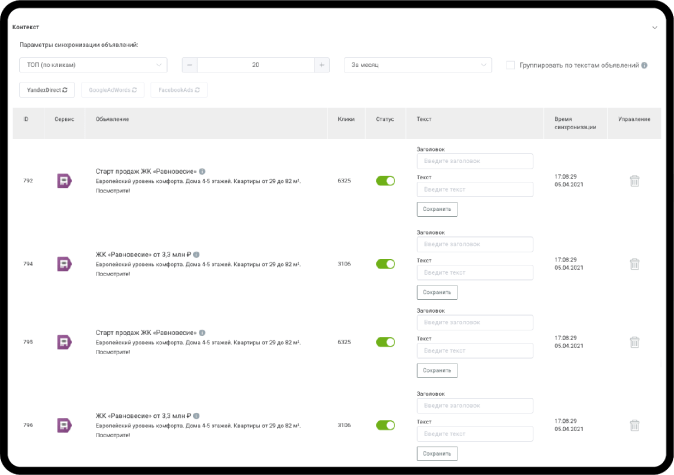 Контекст
Параметры синхронизации объявлений:
ТОП (по кликам)
20
За месяц
Группировать по текстам объявлений
YandexDirect
GoogleAdWords
FacebookAds
ID Сервис Объявление Клики Статус Текст Время синхронизации Управление
792
Старт продаж ЖК «Равновесие»
Европейский уровень комфорта. Дома 4-5 этажей. Квартиры от 29 до 82 м².
Посмотрите!
6325
Заголовок
Введите заголовок
Текст
Введите текст
Сохранить
17:08:29
05.04.2021
794
ЖК «Равновесие» от 3,3 млн ₽
Европейский уровень комфорта. Дома 4-5 этажей. Квартиры от 29 до 82 м².
Посмотрите!
3106
Заголовок
Введите заголовок
Текст
Введите текст
Сохранить
17:08:29
05.04.2021
795
Старт продаж ЖК «Равновесие»
Европейский уровень комфорта. Дома 4-5 этажей. Квартиры от 29 до 82 м².
Посмотрите!
6325
Заголовок
Введите заголовок
Текст
Введите текст
Сохранить
17:08:29
05.04.2021
796
ЖК «Равновесие» от 3,3 млн ₽
Европейский уровень комфорта. Дома 4-5 этажей. Квартиры от 29 до 82 м².
Посмотрите!
3106
Заголовок
Введите заголовок
Текст
Введите текст
Сохранить
17:08:29
05.04.2021